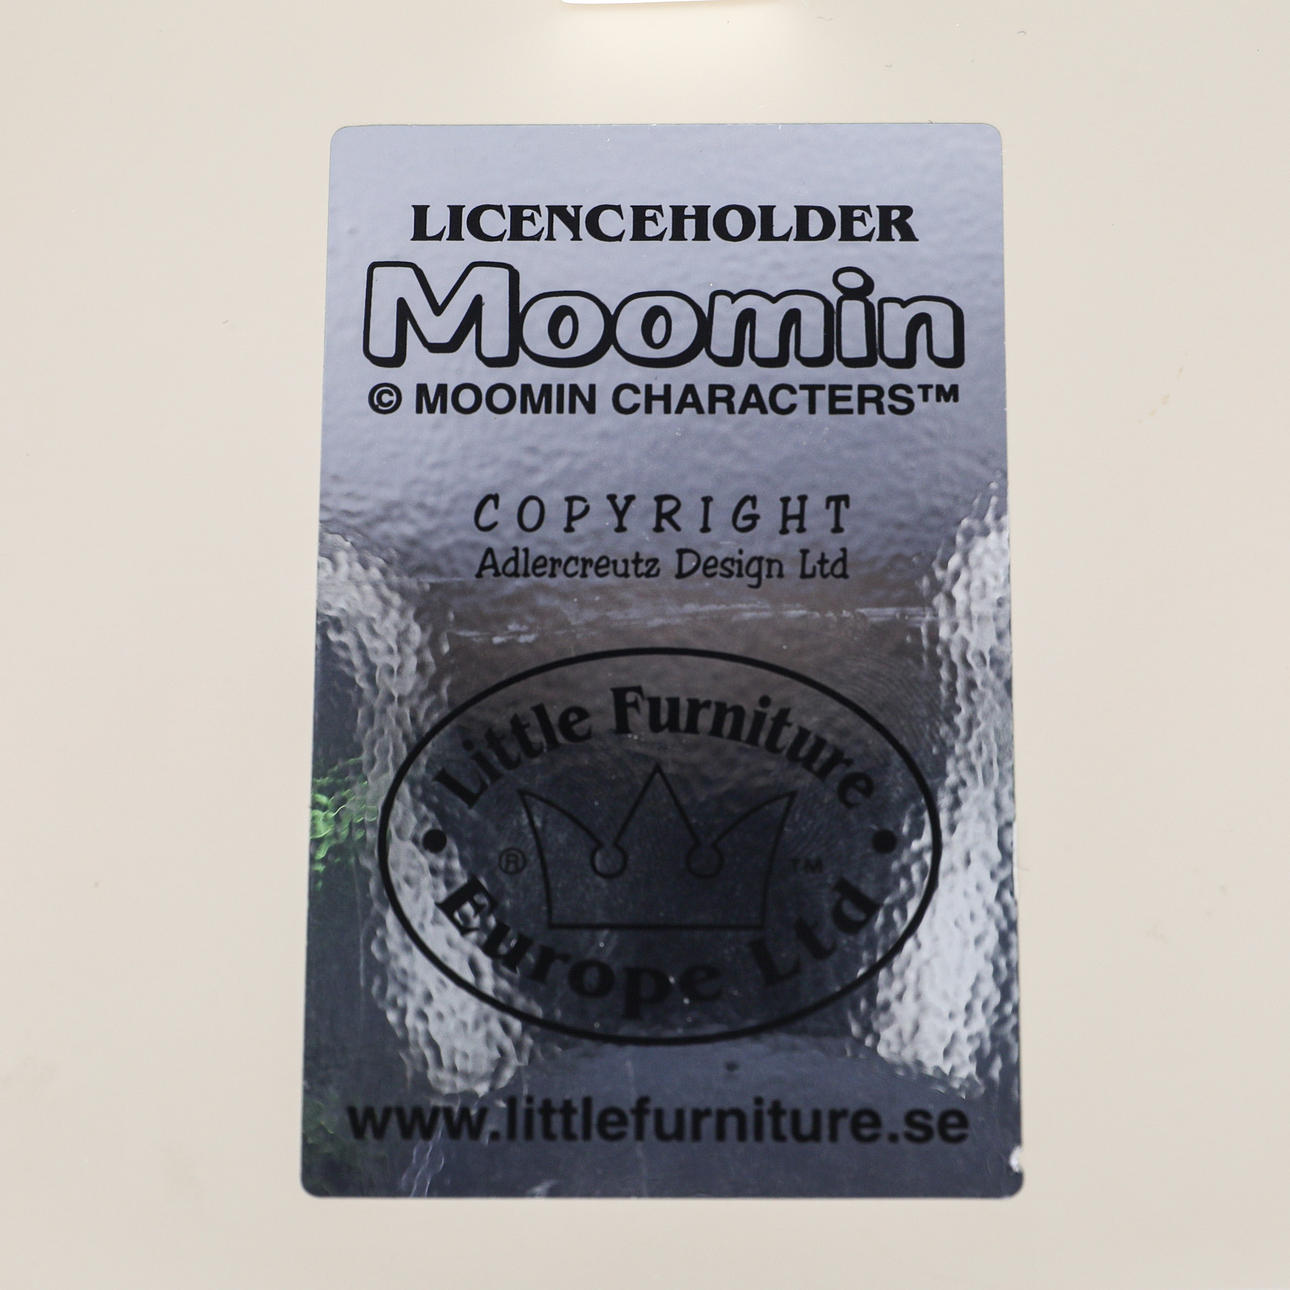 LICENCEHOLDER
Moomin
© MOOMIN CHARACTERS™
COPYRIGHT
Adlercreutz Design Ltd
Little Furniture
® ™
Europe Ltd
www.littlefurniture.se